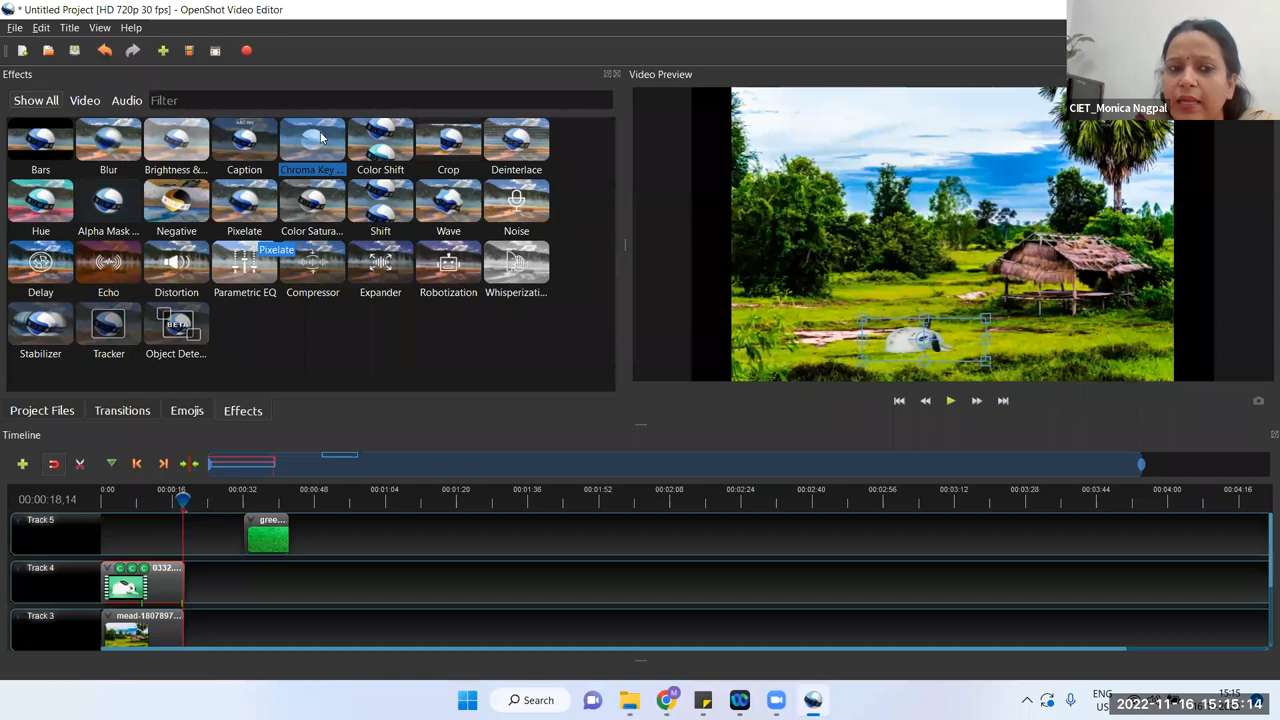 * Untitled Project [HD 720p 30 fps] - OpenShot Video Editor
File Edit Title View Help
Effects
Video Preview
CIET_Monica Nagpal
Show All Video Audio Filter
Bars Blur Brightness &... Caption Chroma Key ... Color Shift Crop Deinterlace
Hue Alpha Mask ... Negative Pixelate Color Satura... Shift Wave Noise
Pixelate
Delay Echo Distortion Parametric EQ Compressor Expander Robotization Whisperizati...
BETA
Stabilizer Tracker Object Dete...
Project Files Transitions Emojis Effects
Timeline
00:00:18,14 0:00 00:00:16 00:00:32 00:00:48 00:01:04 00:01:20 00:01:36 00:01:52 00:02:08 00:02:24 00:02:40 00:02:56 00:03:12 00:03:28 00:03:44 00:04:00 00:04:16
Track 5 gree...
Track 4 C C C 0332....
Track 3 mead-1807897...
Search
ENG
15:15
2022-11-16 15:15:14